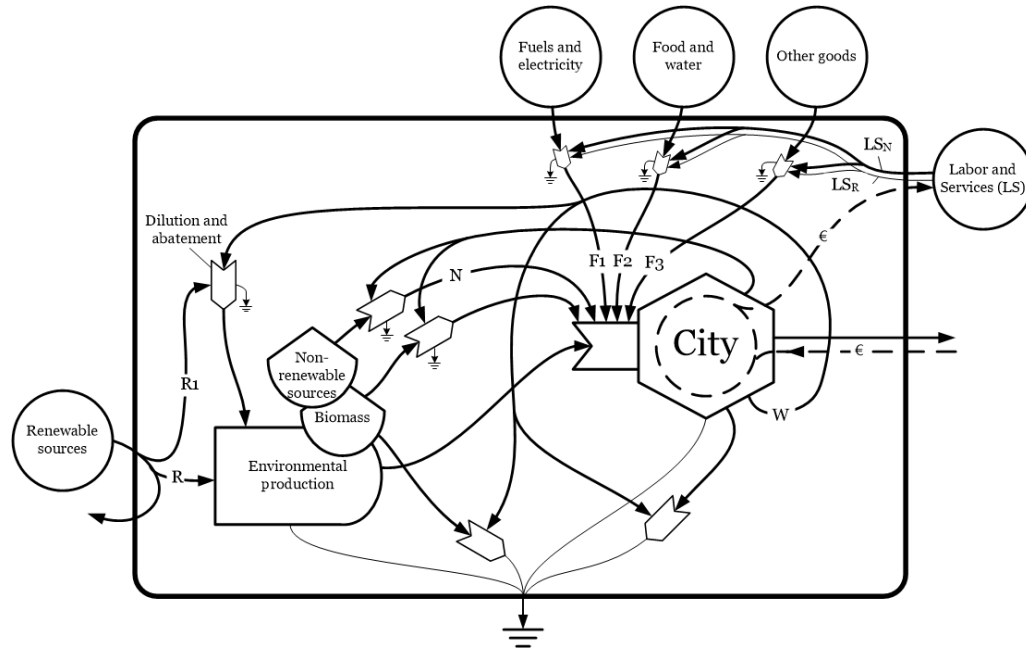 Fuels and
electricity
Food and
water
Other goods
LSN
Labor and
Services (LS)
LSR
Dilution and
abatement
€
F1
F2
F3
N
City
Non-
renewable
sources
€
R1
Biomass
W
Renewable
sources
R
Environmental
production